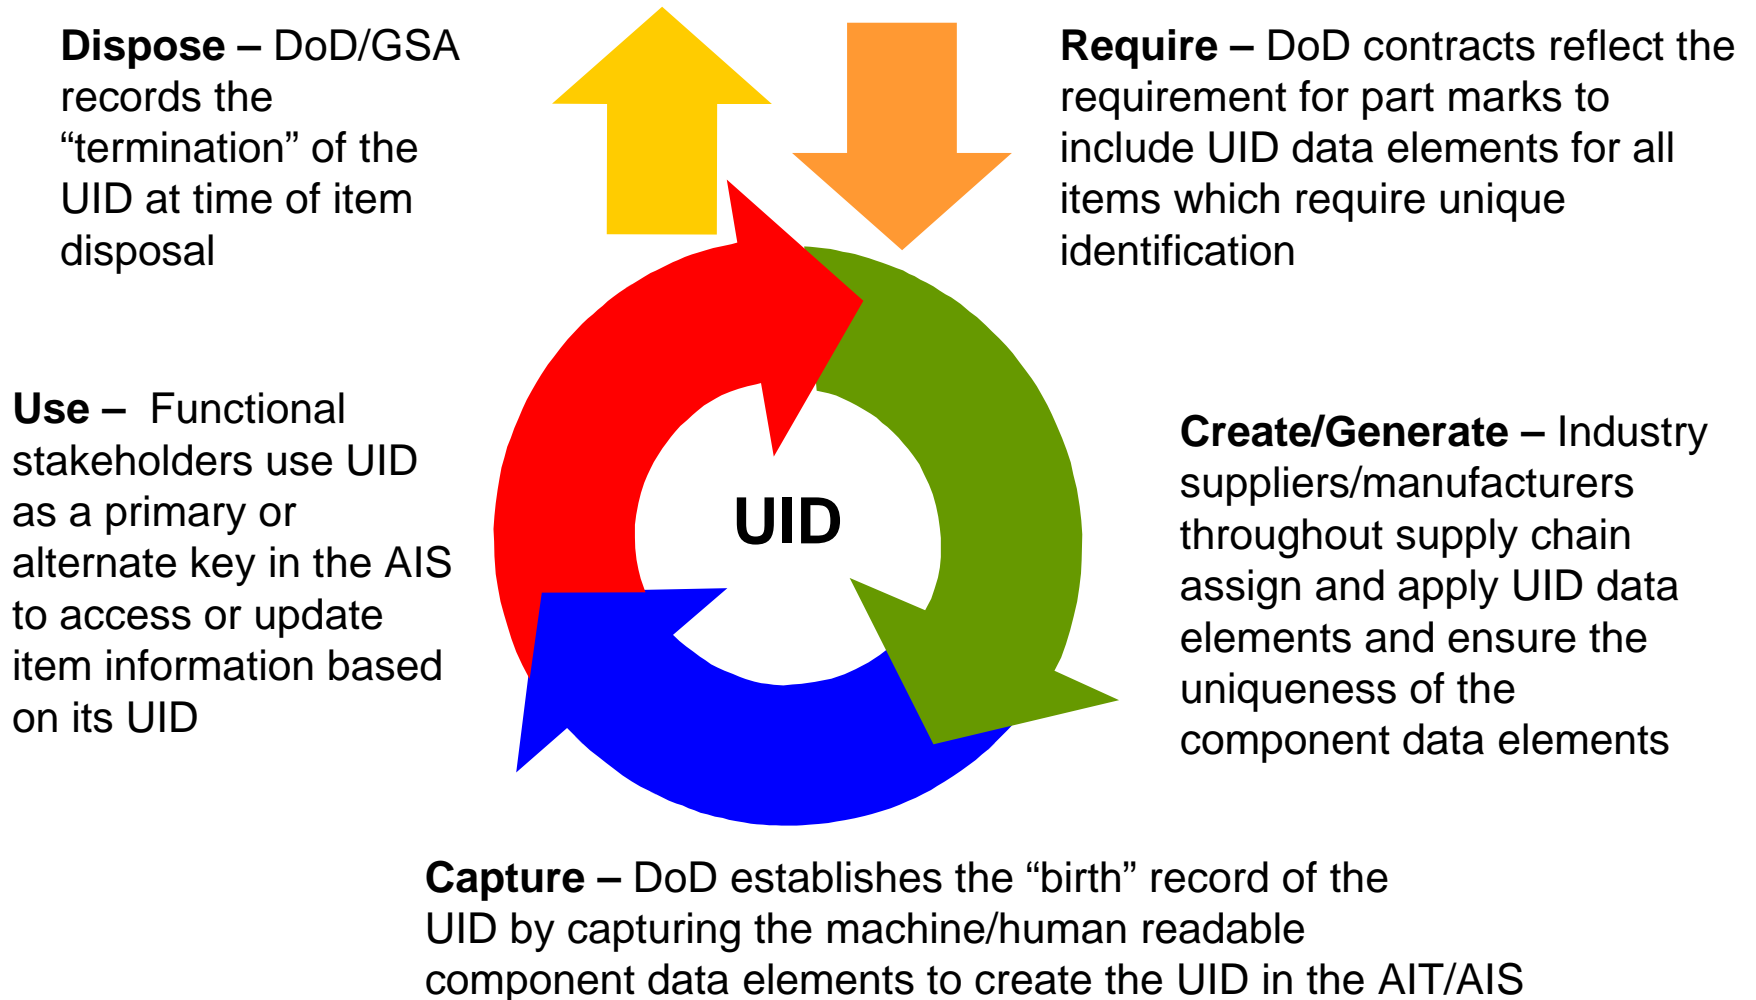 Dispose – DoD/GSA
records the
“termination” of the
UID at time of item
disposal
Require – DoD contracts reflect the
requirement for part marks to
include UID data elements for all
items which require unique
identification
Use –  Functional
stakeholders use UID
as a primary or
alternate key in the AIS
to access or update
item information based
on its UID
UID
Create/Generate – Industry
suppliers/manufacturers
throughout supply chain
assign and apply UID data
elements and ensure the
uniqueness of the
component data elements
Capture – DoD establishes the “birth” record of the
UID by capturing the machine/human readable
component data elements to create the UID in the AIT/AIS